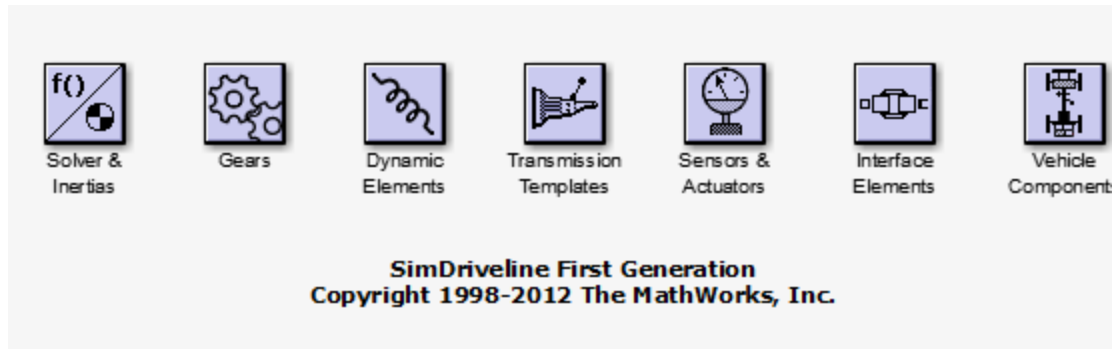 f()
Solver &
Inertias
Gears
Dynamic
Elements
Transmission
Templates
Sensors &
Actuators
Interface
Elements
Vehicle
Components
SimDriveline First Generation
Copyright 1998-2012 The MathWorks, Inc.